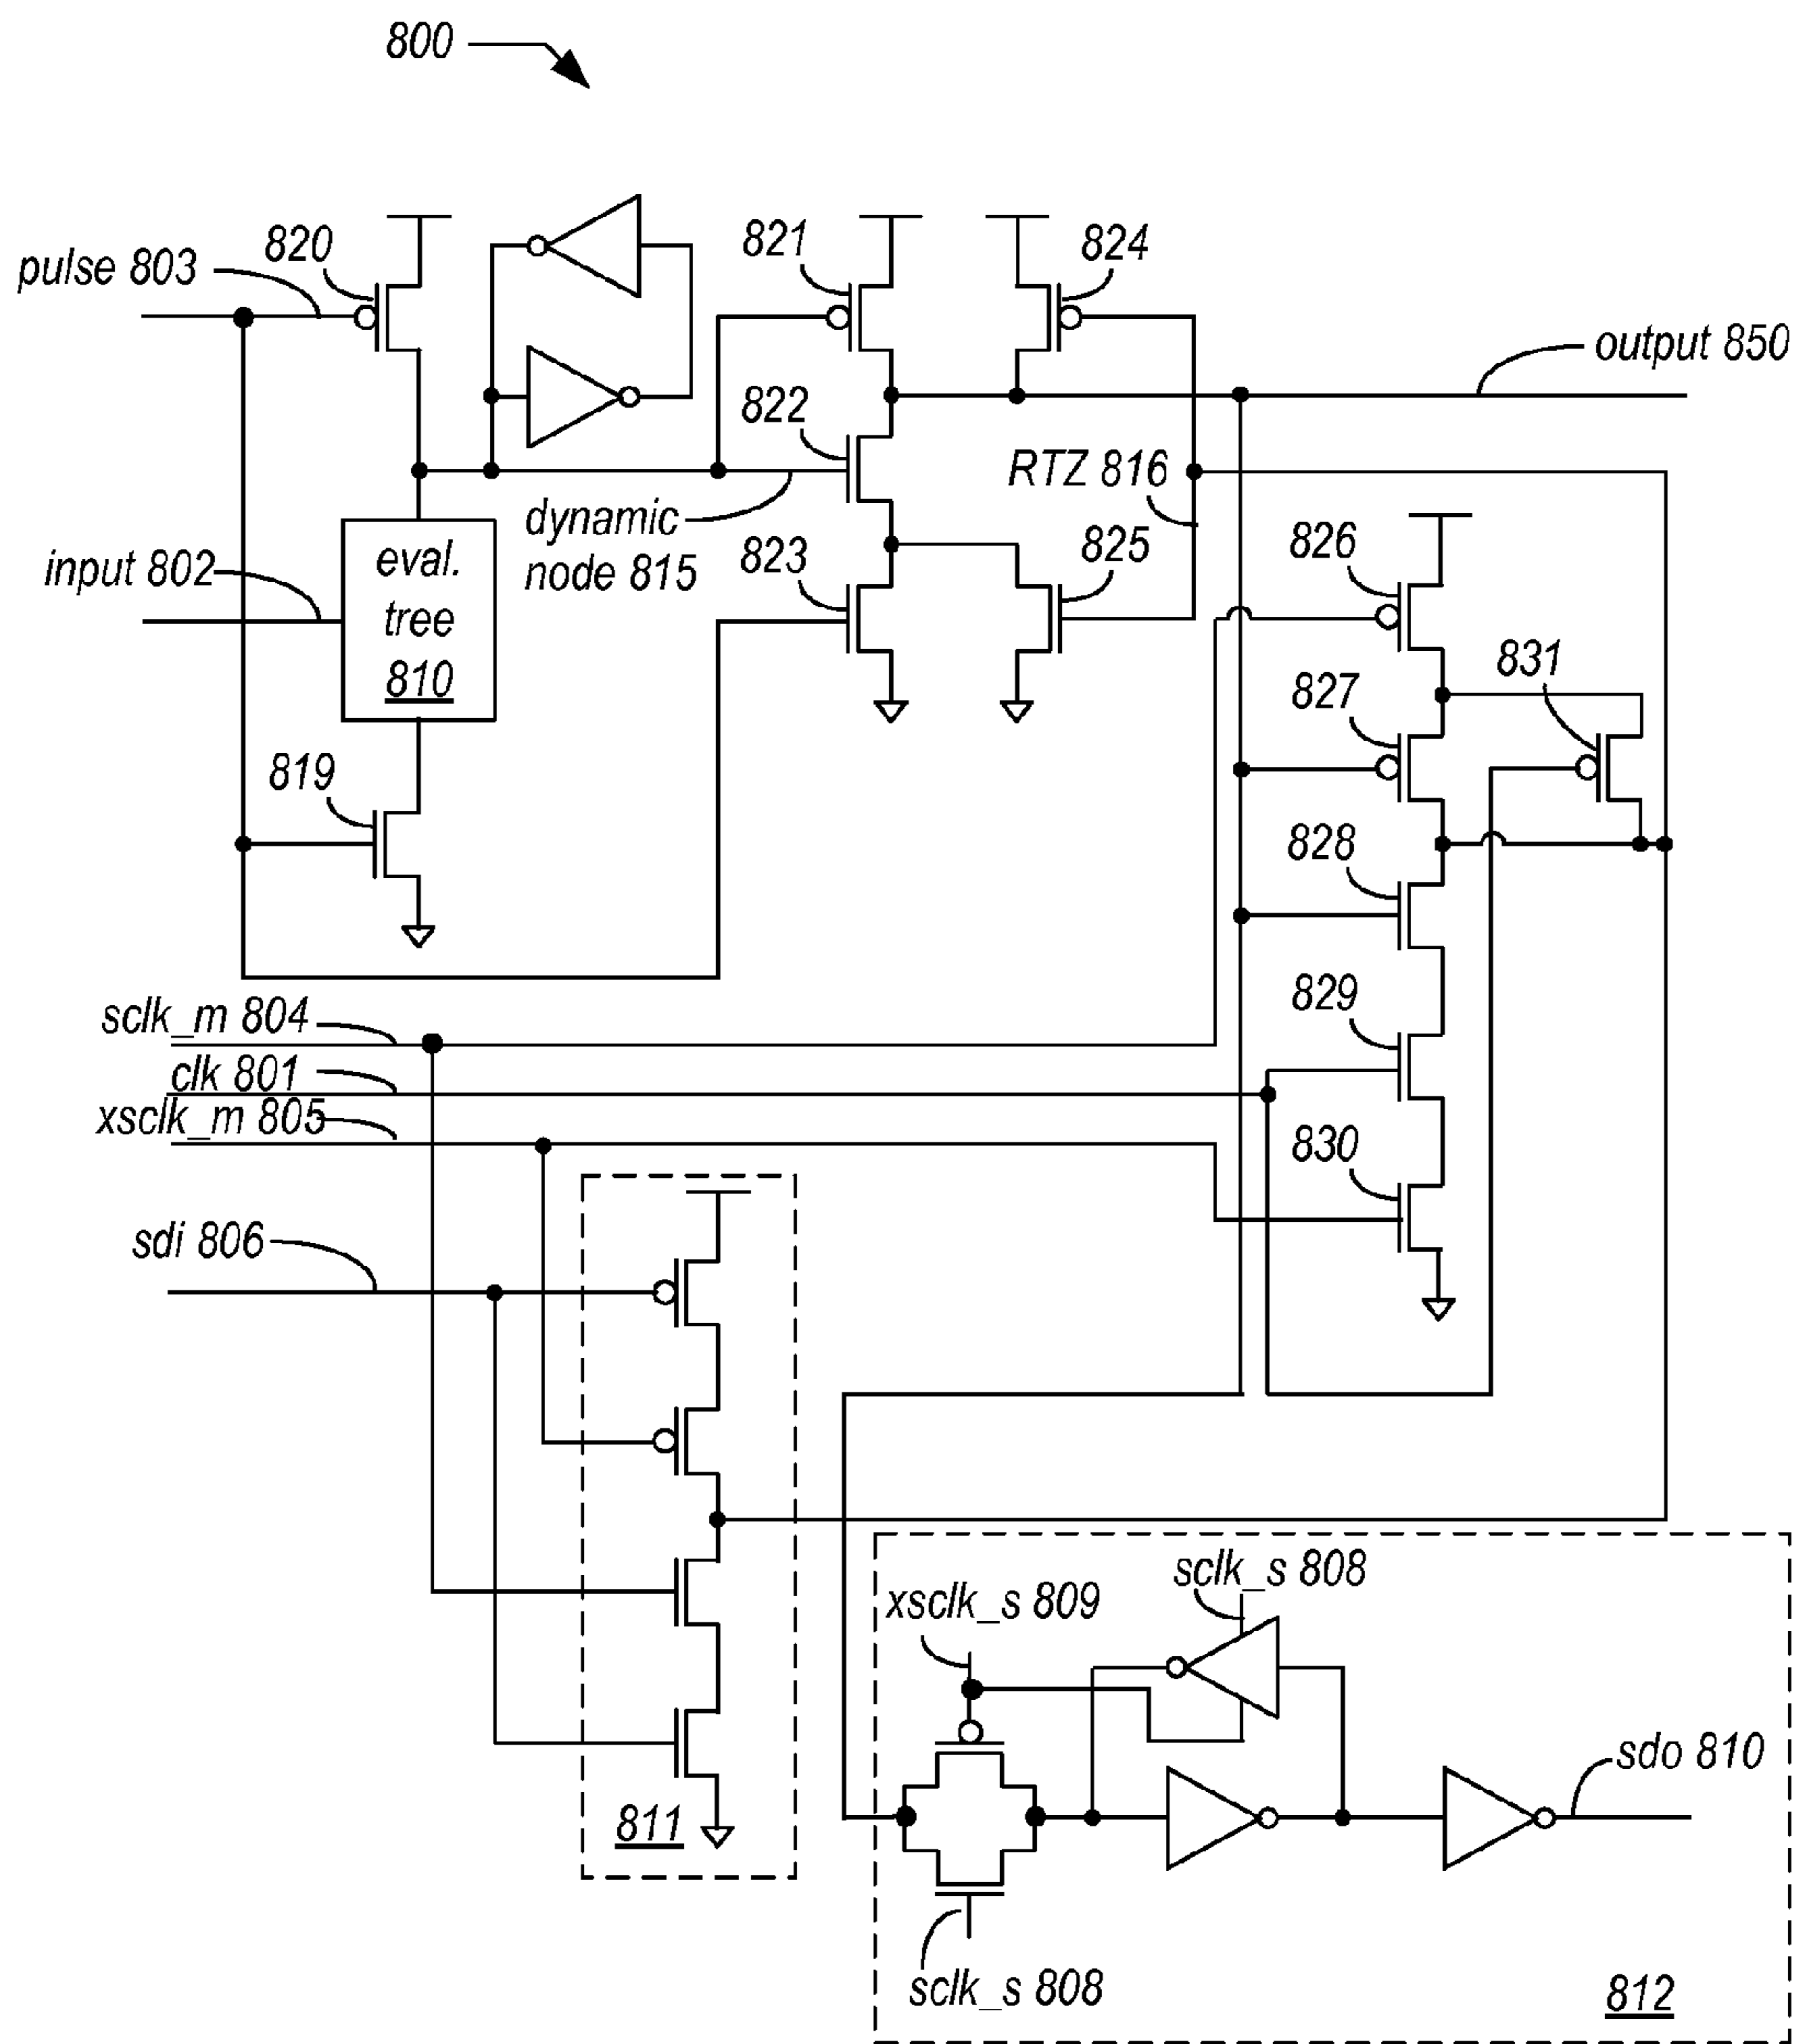 800
pulse 803
820
821
824
output 850
822
RTZ 816
dynamic
node 815
input 802
eval.
tree
810
823
825
826
827
831
819
828
829
830
sclk_m 804
clk 801
xsclk_m 805
sdi 806
811
xsclk_s 809
sclk_s 808
sdo 810
sclk_s 808
812